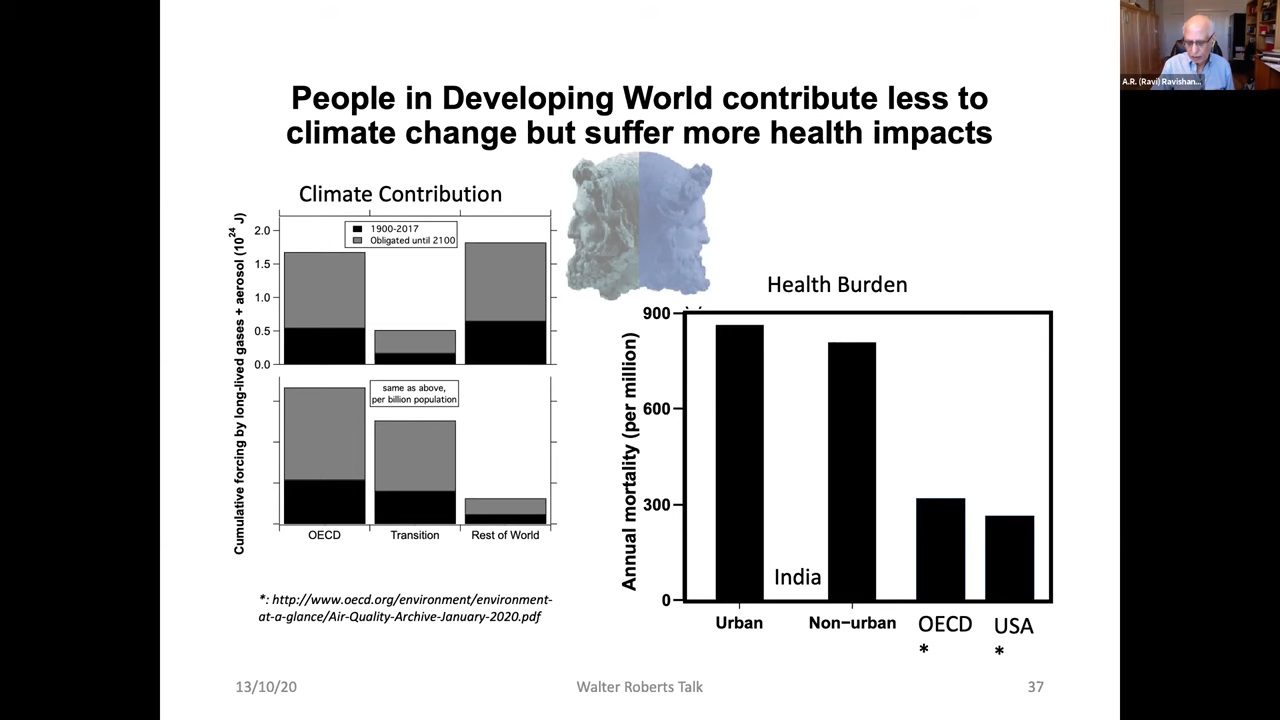 People in Developing World contribute less to
climate change but suffer more health impacts
A.R. (Ravi) Ravishan...
Climate Contribution
Cumulative forcing by long-lived gases + aerosol (10²⁴ J)
2.0
1.5
1.0
0.5
0.0
1900-2017
Obligated until 2100
same as above,
per billion population
OECD
Transition
Rest of World
Health Burden
Annual mortality (per million)
900
600
300
0
India
Urban
Non-urban
OECD
*
USA
*
*: http://www.oecd.org/environment/environment-
at-a-glance/Air-Quality-Archive-January-2020.pdf
13/10/20
Walter Roberts Talk
37